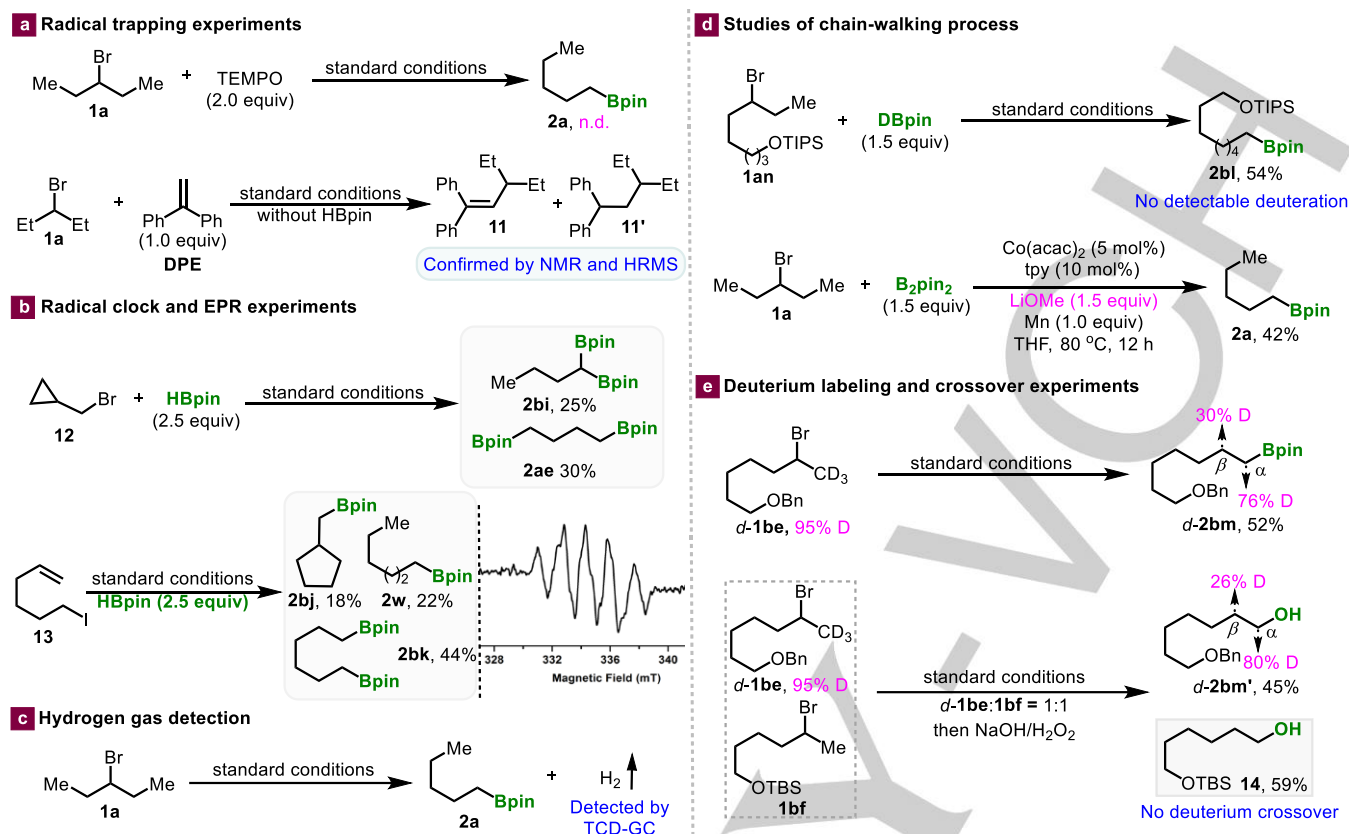 a Radical trapping experiments
Br
Me
Me
1a
+
TEMPO
(2.0 equiv)
standard conditions
Me
Bpin
2a, n.d.
Br
Et
Et
1a
+
Ph
Ph
(1.0 equiv)
DPE
standard conditions
without HBpin
Et
Ph
Et
Ph
11
+
Et
Ph
Et
Ph
11'
Confirmed by NMR and HRMS
b Radical clock and EPR experiments
Br
12
+
HBpin
(2.5 equiv)
standard conditions
Bpin
Me
Bpin
2bi, 25%
Bpin
Bpin
2ae 30%
I
13
standard conditions
HBpin (2.5 equiv)
Bpin
2bj, 18%
Me
( )2
Bpin
2w, 22%
Bpin
2bk, 44%
Bpin
328
332
336
340
Magnetic Field (mT)
c Hydrogen gas detection
Br
Me
Me
1a
standard conditions
Me
Bpin
2a
+
H2
Detected by
TCD-GC
d Studies of chain-walking process
Br
Me
OTIPS
( )3
1an
+
DBpin
(1.5 equiv)
standard conditions
OTIPS
( )4
Bpin
2bl, 54%
No detectable deuteration
Br
Me
Me
1a
+
B2pin2
(1.5 equiv)
Co(acac)2 (5 mol%)
tpy (10 mol%)
LiOMe (1.5 equiv)
Mn (1.0 equiv)
THF, 80 °C, 12 h
Me
Bpin
2a, 42%
e Deuterium labeling and crossover experiments
Br
CD3
OBn
d-1be, 95% D
standard conditions
30% D
Bpin
β
α
OBn
76% D
d-2bm, 52%
Br
CD3
OBn
d-1be, 95% D
Br
Me
OTBS
1bf
standard conditions
d-1be:1bf = 1:1
then NaOH/H2O2
26% D
OH
β
α
OBn
80% D
d-2bm', 45%
OH
OTBS
14, 59%
No deuterium crossover
Y - VCH